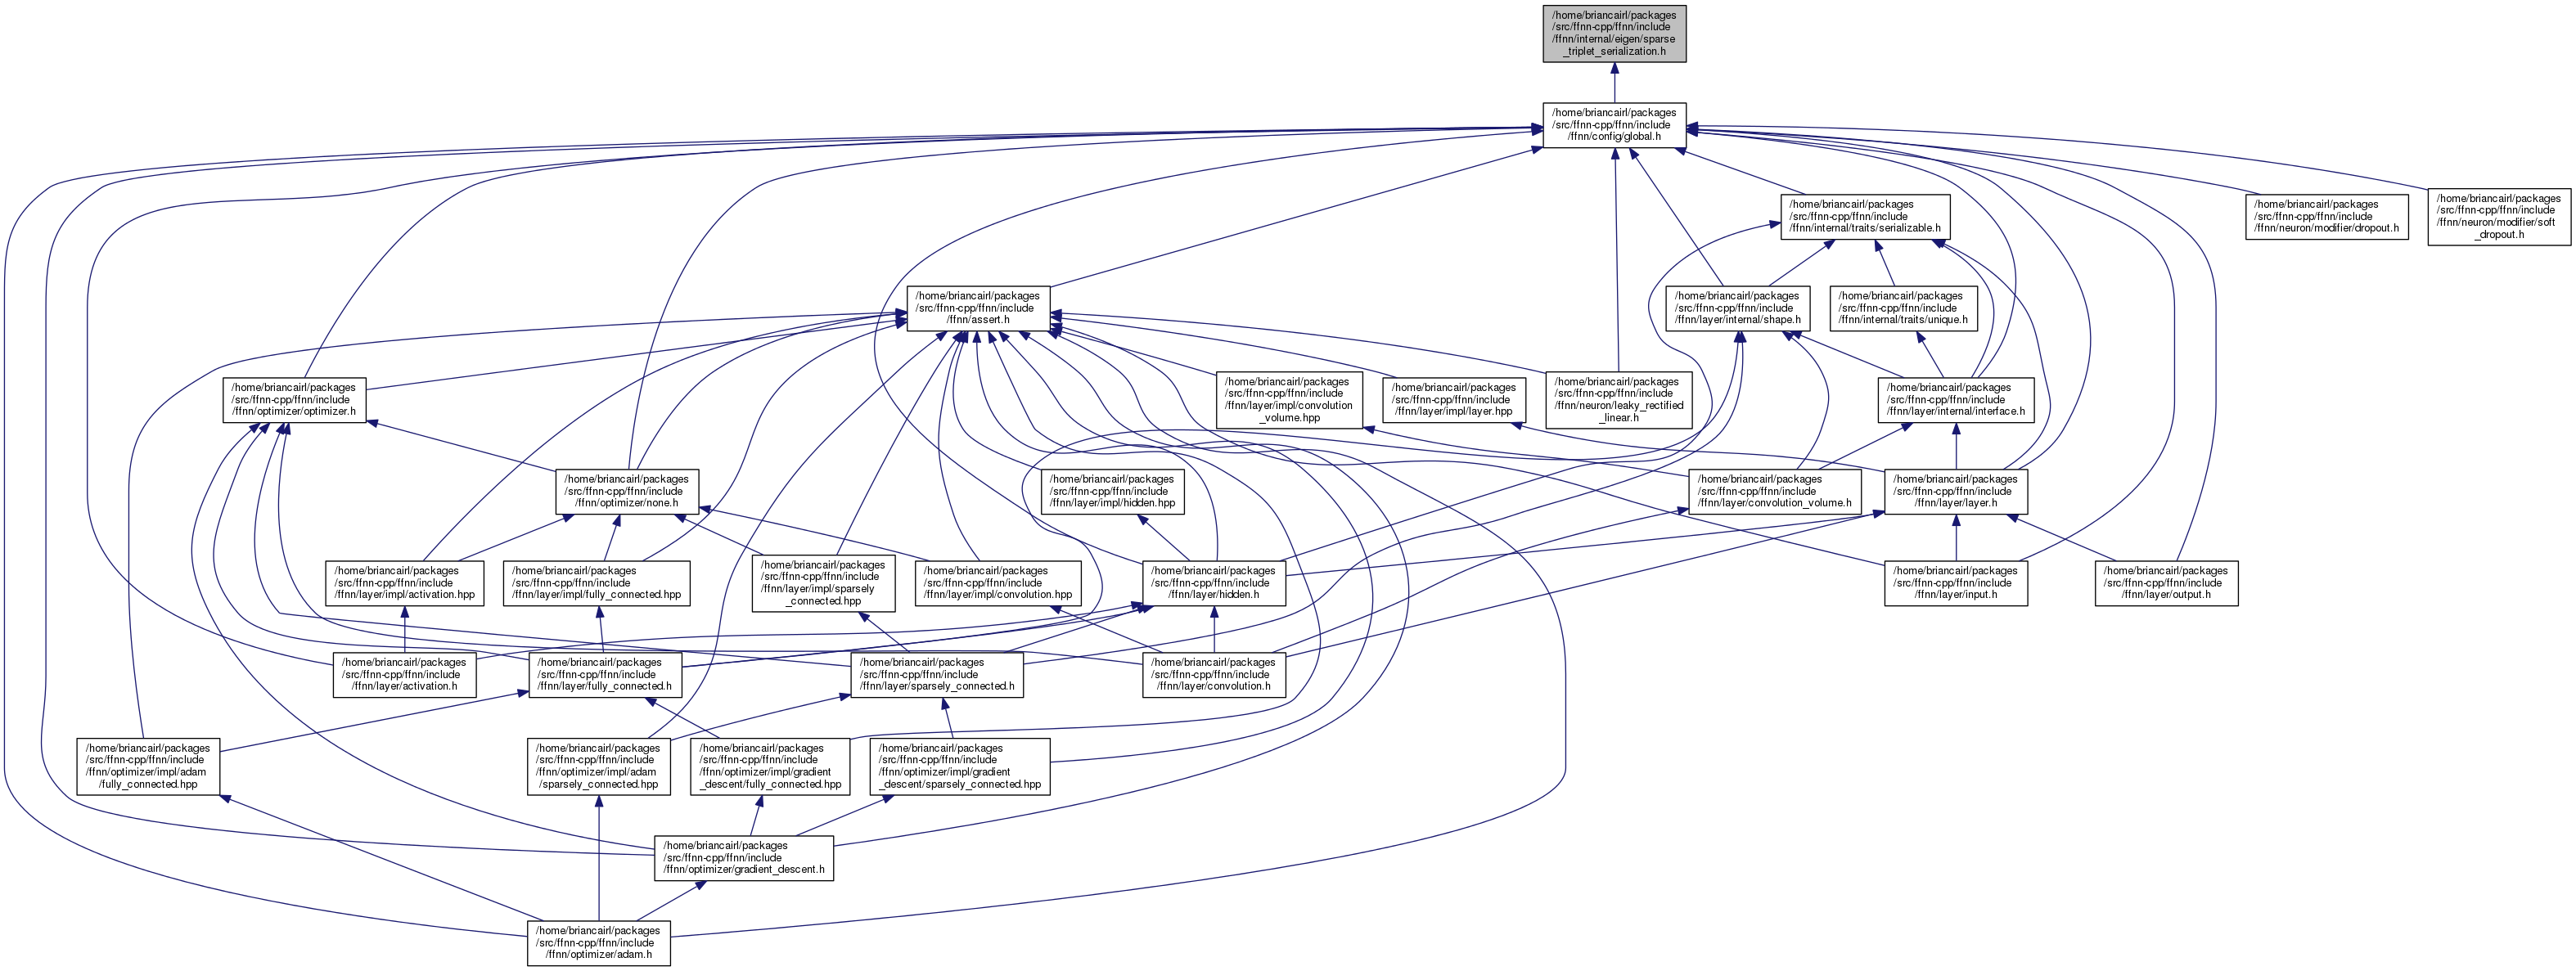 /home/briancairl/packages
/src/ffnn-cpp/ffnn/include
/ffnn/internal/eigen/sparse
_triplet_serialization.h
/home/briancairl/packages
/src/ffnn-cpp/ffnn/include
/ffnn/config/global.h
/home/briancairl/packages
/src/ffnn-cpp/ffnn/include
/ffnn/internal/traits/serializable.h
/home/briancairl/packages
/src/ffnn-cpp/ffnn/include
/ffnn/neuron/modifier/dropout.h
/home/briancairl/packages
/src/ffnn-cpp/ffnn/include
/ffnn/neuron/modifier/soft
_dropout.h
/home/briancairl/packages
/src/ffnn-cpp/ffnn/include
/ffnn/assert.h
/home/briancairl/packages
/src/ffnn-cpp/ffnn/include
/ffnn/layer/internal/shape.h
/home/briancairl/packages
/src/ffnn-cpp/ffnn/include
/ffnn/internal/traits/unique.h
/home/briancairl/packages
/src/ffnn-cpp/ffnn/include
/ffnn/optimizer/optimizer.h
/home/briancairl/packages
/src/ffnn-cpp/ffnn/include
/ffnn/layer/impl/convolution
_volume.hpp
/home/briancairl/packages
/src/ffnn-cpp/ffnn/include
/ffnn/layer/impl/layer.hpp
/home/briancairl/packages
/src/ffnn-cpp/ffnn/include
/ffnn/neuron/leaky_rectified
_linear.h
/home/briancairl/packages
/src/ffnn-cpp/ffnn/include
/ffnn/layer/internal/interface.h
/home/briancairl/packages
/src/ffnn-cpp/ffnn/include
/ffnn/optimizer/none.h
/home/briancairl/packages
/src/ffnn-cpp/ffnn/include
/ffnn/layer/impl/hidden.hpp
/home/briancairl/packages
/src/ffnn-cpp/ffnn/include
/ffnn/layer/convolution_volume.h
/home/briancairl/packages
/src/ffnn-cpp/ffnn/include
/ffnn/layer/layer.h
/home/briancairl/packages
/src/ffnn-cpp/ffnn/include
/ffnn/layer/impl/activation.hpp
/home/briancairl/packages
/src/ffnn-cpp/ffnn/include
/ffnn/layer/impl/fully_connected.hpp
/home/briancairl/packages
/src/ffnn-cpp/ffnn/include
/ffnn/layer/impl/sparsely
_connected.hpp
/home/briancairl/packages
/src/ffnn-cpp/ffnn/include
/ffnn/layer/impl/convolution.hpp
/home/briancairl/packages
/src/ffnn-cpp/ffnn/include
/ffnn/layer/hidden.h
/home/briancairl/packages
/src/ffnn-cpp/ffnn/include
/ffnn/layer/input.h
/home/briancairl/packages
/src/ffnn-cpp/ffnn/include
/ffnn/layer/output.h
/home/briancairl/packages
/src/ffnn-cpp/ffnn/include
/ffnn/layer/activation.h
/home/briancairl/packages
/src/ffnn-cpp/ffnn/include
/ffnn/layer/fully_connected.h
/home/briancairl/packages
/src/ffnn-cpp/ffnn/include
/ffnn/layer/sparsely_connected.h
/home/briancairl/packages
/src/ffnn-cpp/ffnn/include
/ffnn/layer/convolution.h
/home/briancairl/packages
/src/ffnn-cpp/ffnn/include
/ffnn/optimizer/impl/adam
/fully_connected.hpp
/home/briancairl/packages
/src/ffnn-cpp/ffnn/include
/ffnn/optimizer/impl/adam
/sparsely_connected.hpp
/home/briancairl/packages
/src/ffnn-cpp/ffnn/include
/ffnn/optimizer/impl/gradient
_descent/fully_connected.hpp
/home/briancairl/packages
/src/ffnn-cpp/ffnn/include
/ffnn/optimizer/impl/gradient
_descent/sparsely_connected.hpp
/home/briancairl/packages
/src/ffnn-cpp/ffnn/include
/ffnn/optimizer/gradient_descent.h
/home/briancairl/packages
/src/ffnn-cpp/ffnn/include
/ffnn/optimizer/adam.h